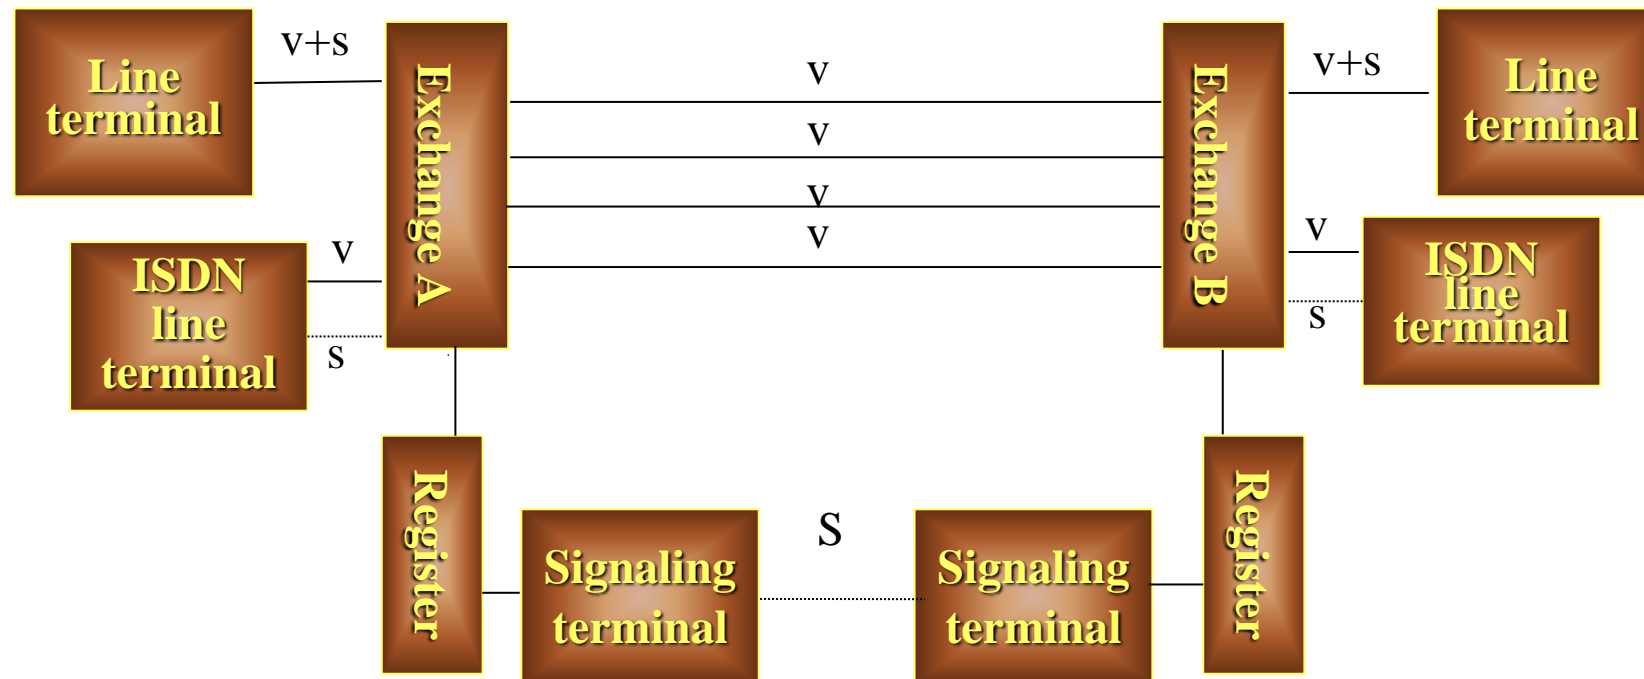 Line
terminal
v+s
Exchange A
v
v
v
v
Exchange B
v+s
Line
terminal
ISDN
line
terminal
v
s
v
s
ISDN
line
terminal
Register
Signaling
terminal
S
Signaling
terminal
Register